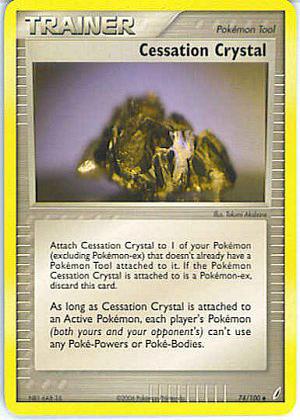 TRAINER
Pokémon Tool
Cessation Crystal
Illus. Takumi Akabane
Attach Cessation Crystal to 1 of your Pokémon
(excluding Pokémon-ex) that doesn't already have a
Pokémon Tool attached to it. If the Pokémon
Cessation Crystal is attached to is a Pokémon-ex,
discard this card.
As long as Cessation Crystal is attached to
an Active Pokémon, each player's Pokémon
(both yours and your opponent's) can't use
any Poké-Powers or Poké-Bodies.
©2006 Pokémon/Nintendo
74/100